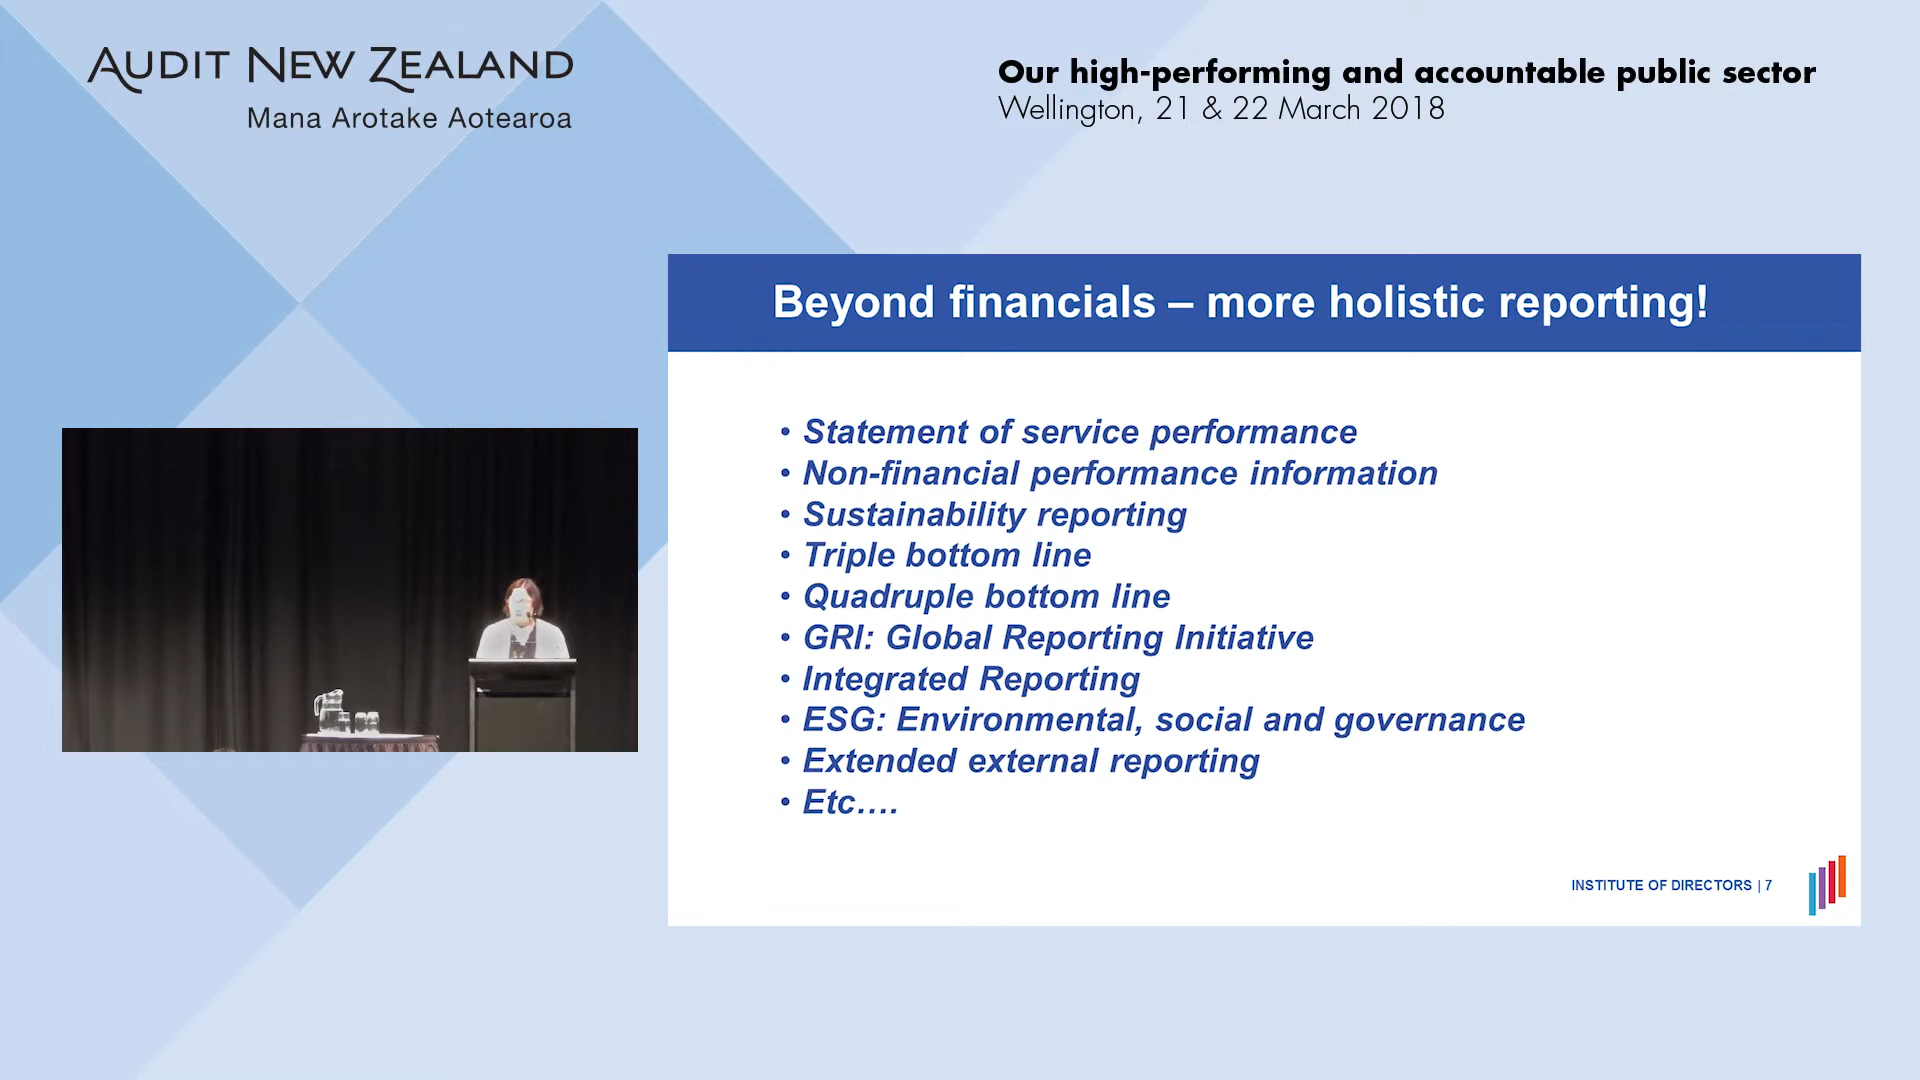 AUDIT NEW ZEALAND
Mana Arotake Aotearoa
Our high-performing and accountable public sector
Wellington, 21 & 22 March 2018
Beyond financials – more holistic reporting!
• Statement of service performance
• Non-financial performance information
• Sustainability reporting
• Triple bottom line
• Quadruple bottom line
• GRI: Global Reporting Initiative
• Integrated Reporting
• ESG: Environmental, social and governance
• Extended external reporting
• Etc....
INSTITUTE OF DIRECTORS | 7